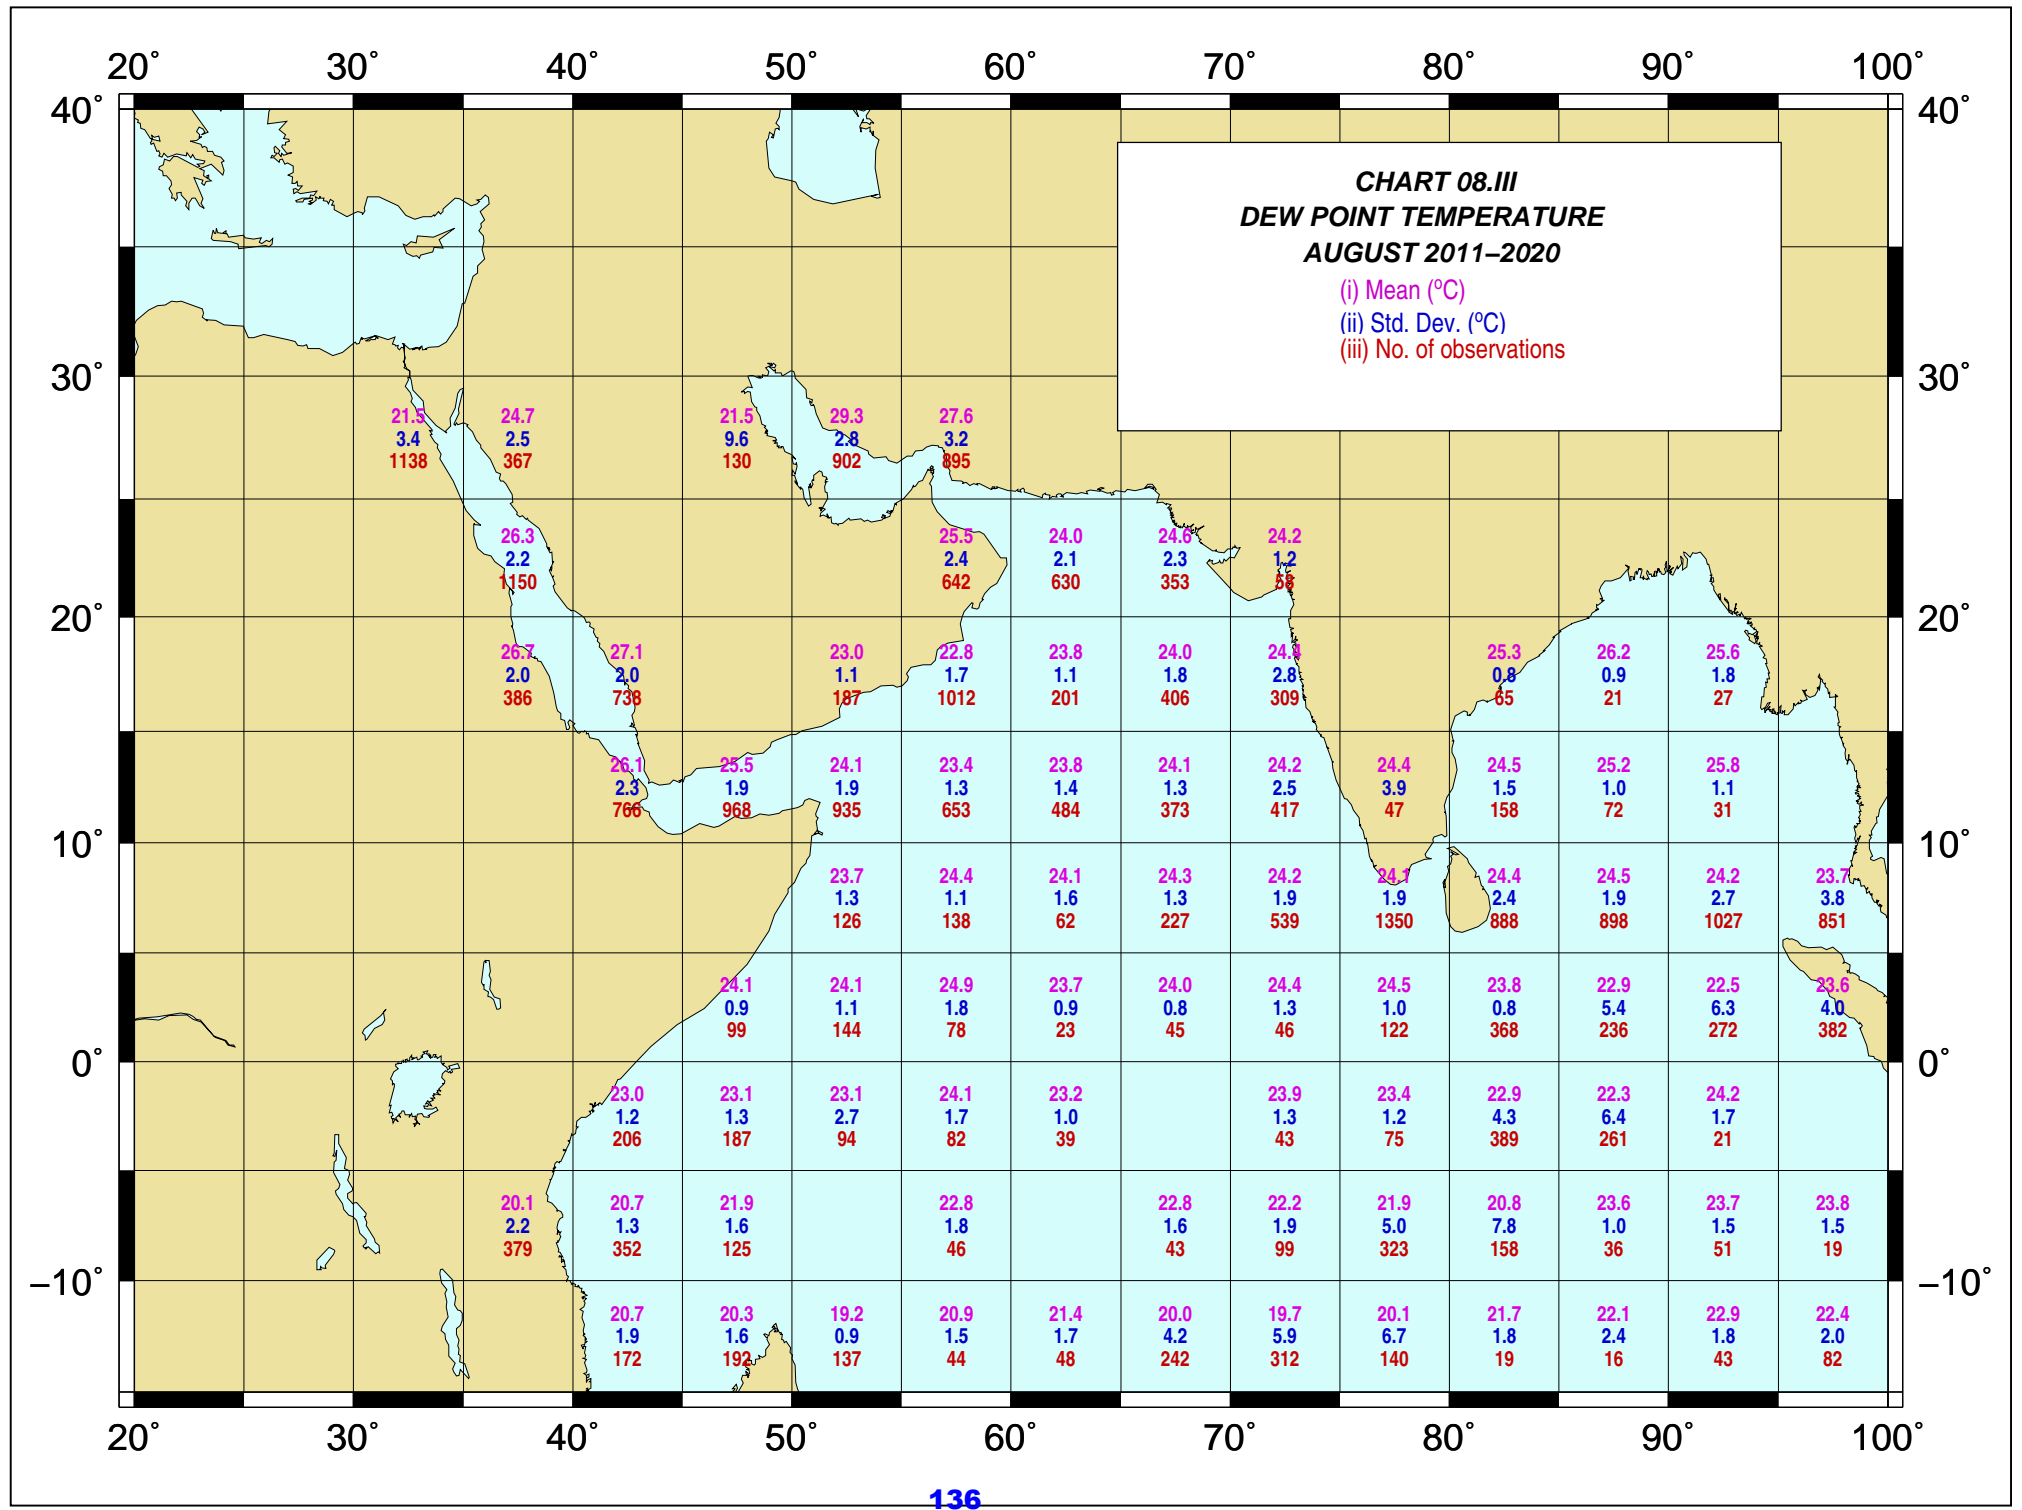 20° 30° 40° 50° 60° 70° 80° 90° 100°
40° 40°
CHART 08.III
DEW POINT TEMPERATURE
AUGUST 2011–2020
(i) Mean (ºC)
(ii) Std. Dev. (ºC)
(iii) No. of observations
30° 30°
21.5 24.7 21.5 29.3 27.6
3.4 2.5 9.6 2.8 3.2
1138 367 130 902 895
26.3 25.5 24.0 24.6 24.2
2.2 2.4 2.1 2.3 1.2
1150 642 630 353 58
20° 20°
26.7 27.1 23.0 22.8 23.8 24.0 24.4 25.3 26.2 25.6
2.0 2.0 1.1 1.7 1.1 1.8 2.8 0.8 0.9 1.8
386 738 187 1012 201 406 309 65 21 27
26.1 25.5 24.1 23.4 23.8 24.1 24.2 24.4 24.5 25.2 25.8
2.3 1.9 1.9 1.3 1.4 1.3 2.5 3.9 1.5 1.0 1.1
766 968 935 653 484 373 417 47 158 72 31
10° 10°
23.7 24.4 24.1 24.3 24.2 24.1 24.4 24.5 24.2 23.7
1.3 1.1 1.6 1.3 1.9 1.9 2.4 1.9 2.7 3.8
126 138 62 227 539 1350 888 898 1027 851
24.1 24.1 24.9 23.7 24.0 24.4 24.5 23.8 22.9 22.5 23.6
0.9 1.1 1.8 0.9 0.8 1.3 1.0 0.8 5.4 6.3 4.0
99 144 78 23 45 46 122 368 236 272 382
0° 0°
23.0 23.1 23.1 24.1 23.2 23.9 23.4 22.9 22.3 24.2
1.2 1.3 2.7 1.7 1.0 1.3 1.2 4.3 6.4 1.7
206 187 94 82 39 43 75 389 261 21
20.1 20.7 21.9 22.8 22.8 22.2 21.9 20.8 23.6 23.7 23.8
2.2 1.3 1.6 1.8 1.6 1.9 5.0 7.8 1.0 1.5 1.5
379 352 125 46 43 99 323 158 36 51 19
–10° –10°
20.7 20.3 19.2 20.9 21.4 20.0 19.7 20.1 21.7 22.1 22.9 22.4
1.9 1.6 0.9 1.5 1.7 4.2 5.9 6.7 1.8 2.4 1.8 2.0
172 192 137 44 48 242 312 140 19 16 43 82
20° 30° 40° 50° 60° 70° 80° 90° 100°
136